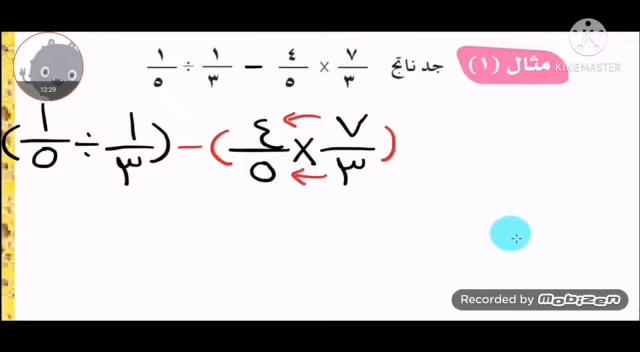 مثال (١) جد ناتج ٧/٣ × ٤/٥ − ١/٣ ÷ ١/٥
KINEMASTER
12:29
(٧/٣ × ٤/٥) − (١/٣ ÷ ١/٥)
Recorded by mobizen